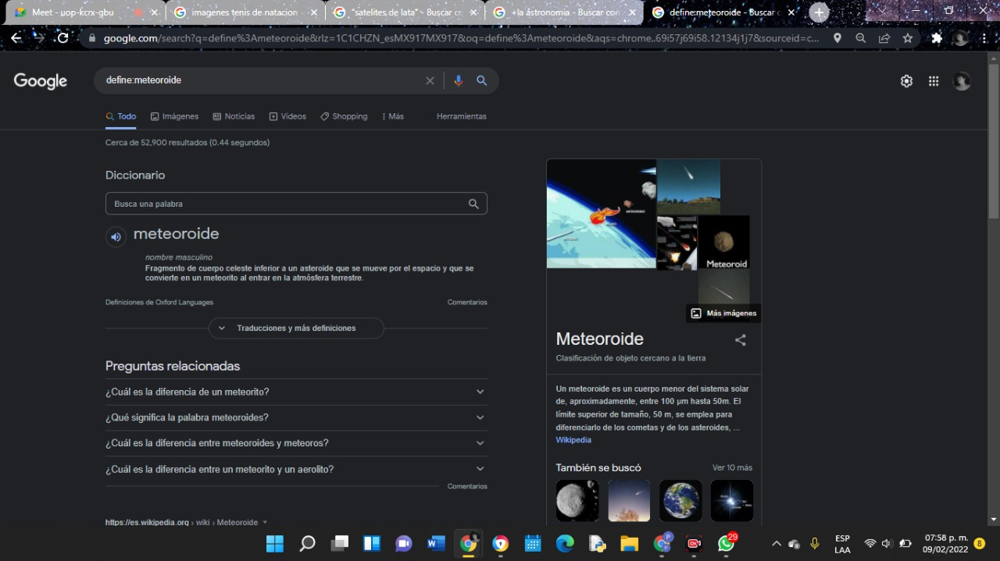 Meet - uop-kcrx-gbd
imagenes tenis de natacion
"satelites de lata" - Buscar c
+la astronomia - Buscar con
define:meteoroide - Buscar c
google.com/search?q=define%3Ameteoroide&rlz=1C1CHZN_esMX917MX917&oq=define%3Ameteoroide&aqs=chrome..69i57j69i58.12134j1j7&sourceid=c...
Google
define:meteoroide
Todo
Imágenes
Noticias
Videos
Shopping
Más
Herramientas
Cerca de 52,900 resultados (0.44 segundos)
Diccionario
Busca una palabra
meteoroide
nombre masculino
Fragmento de cuerpo celeste inferior a un asteroide que se mueve por el espacio y que se
convierte en un meteorito al entrar en la atmósfera terrestre.
Definiciones de Oxford Languages
Comentarios
Traducciones y más definiciones
Preguntas relacionadas
¿Cuál es la diferencia de un meteorito?
¿Qué significa la palabra meteoroides?
¿Cuál es la diferencia entre meteoroides y meteoros?
¿Cuál es la diferencia entre un meteorito y un aerolito?
Comentarios
https://es.wikipedia.org › wiki › Meteoroide
Meteoroid
Más imágenes
Meteoroide
Clasificación de objeto cercano a la tierra
Un meteoroide es un cuerpo menor del sistema solar
de, aproximadamente, entre 100 µm hasta 50m. El
límite superior de tamaño, 50 m, se emplea para
diferenciarlo de los cometas y de los asteroides, ...
Wikipedia
También se buscó
Ver 10 más
29
ESP
LAA
07:58 p. m.
09/02/2022
8